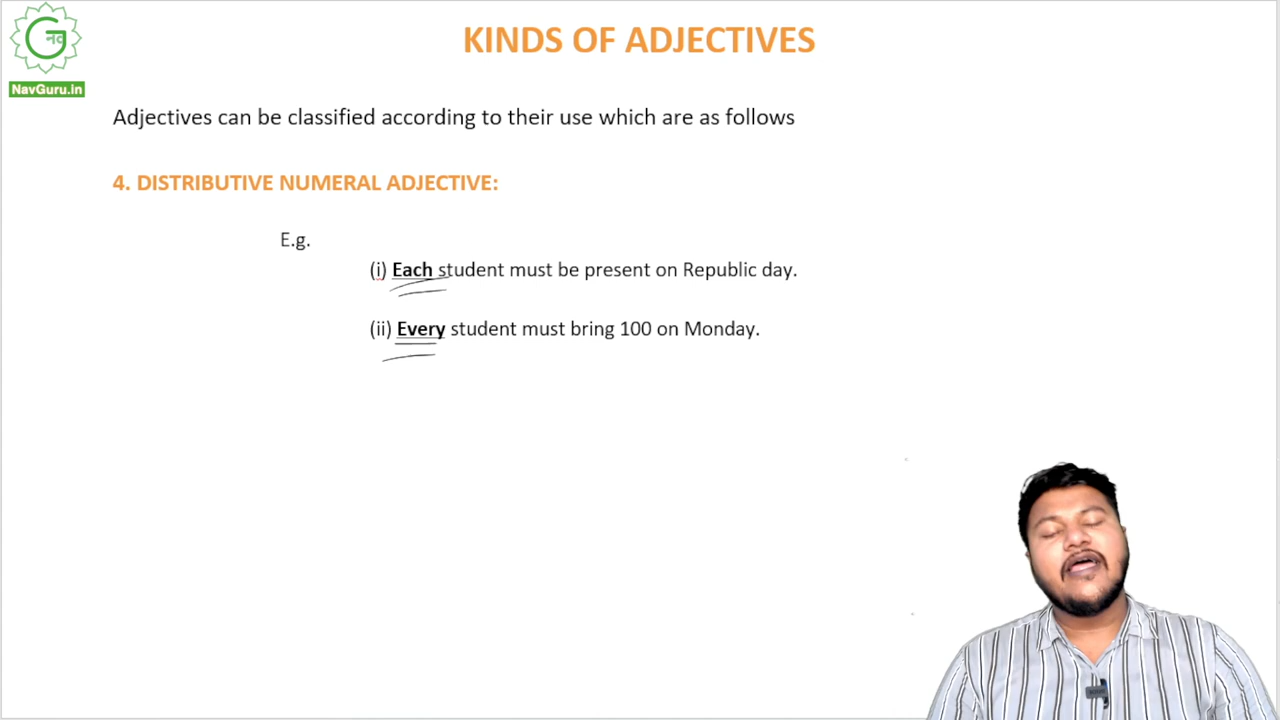 नव
NavGuru.in
KINDS OF ADJECTIVES
Adjectives can be classified according to their use which are as follows
4. DISTRIBUTIVE NUMERAL ADJECTIVE:
E.g.
(i) Each student must be present on Republic day.
(ii) Every student must bring 100 on Monday.